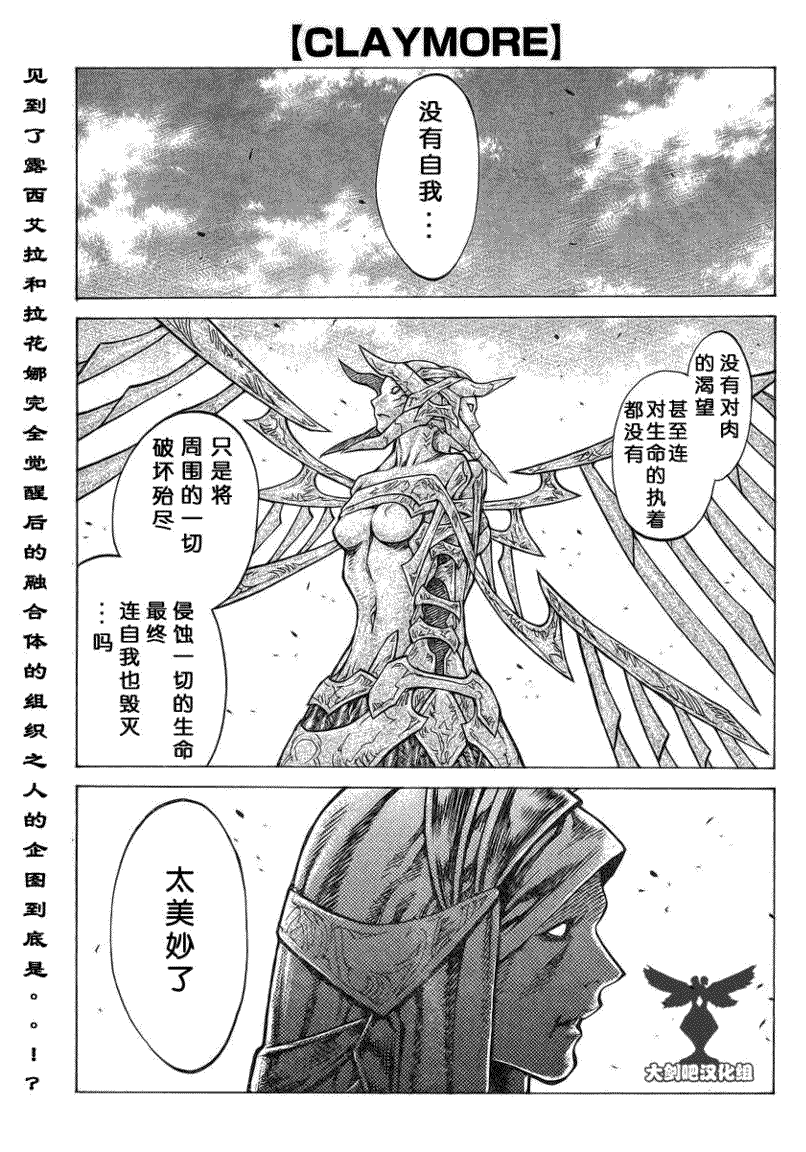 【CLAYMORE】
见到了露西艾拉和拉花娜完全觉醒后的融合体的组织之人的企图到底是。。!?
没有自我...
没有对肉
的渴望
甚至连
对生命的执着
都没有
只是将
周围的一切
破坏殆尽
侵蚀一切的生命
最终
连自我也毁灭
...吗
太美妙了
大剑吧汉化组